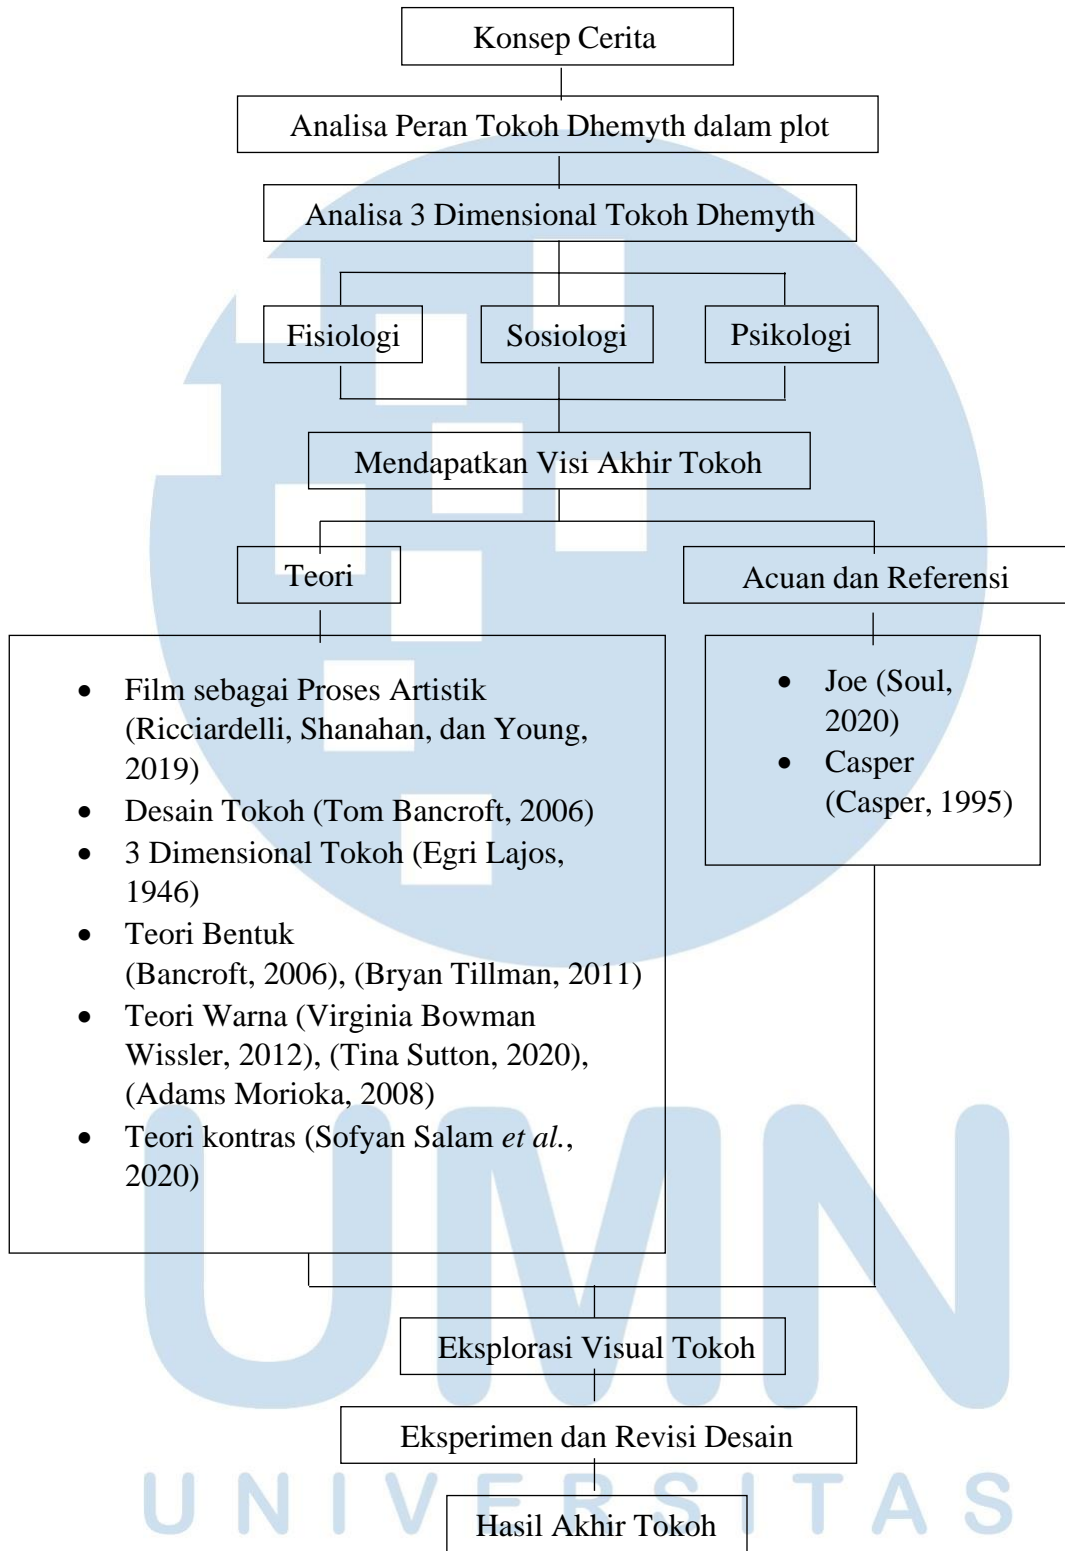 Konsep Cerita
Analisa Peran Tokoh Dhemyth dalam plot
Analisa 3 Dimensional Tokoh Dhemyth
Fisiologi
Sosiologi
Psikologi
Mendapatkan Visi Akhir Tokoh
Teori
Acuan dan Referensi
• Film sebagai Proses Artistik
(Ricciardelli, Shanahan, dan Young,
2019)
• Desain Tokoh (Tom Bancroft, 2006)
• 3 Dimensional Tokoh (Egri Lajos,
1946)
• Teori Bentuk
(Bancroft, 2006), (Bryan Tillman, 2011)
• Teori Warna (Virginia Bowman
Wissler, 2012), (Tina Sutton, 2020),
(Adams Morioka, 2008)
• Teori kontras (Sofyan Salam et al.,
2020)
• Joe (Soul,
2020)
• Casper
(Casper, 1995)
Eksplorasi Visual Tokoh
Eksperimen dan Revisi Desain
Hasil Akhir Tokoh
UMN
UNIVERSITAS